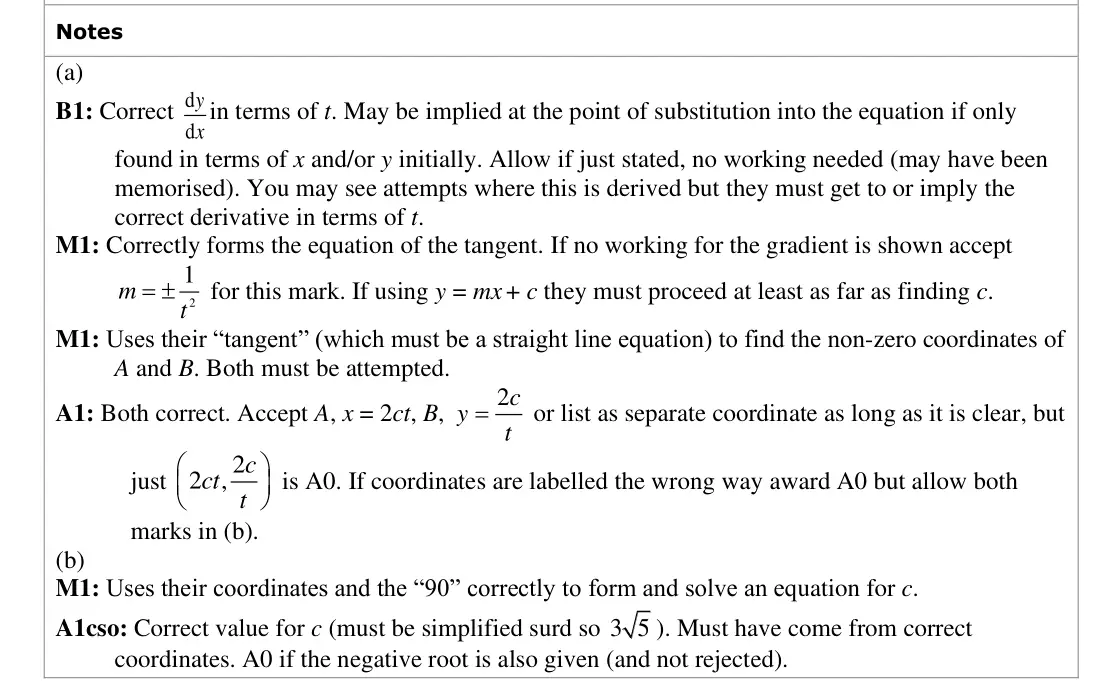 Notes
(a)
B1: Correct dy/dx in terms of t. May be implied at the point of substitution into the equation if only
found in terms of x and/or y initially. Allow if just stated, no working needed (may have been
memorised). You may see attempts where this is derived but they must get to or imply the
correct derivative in terms of t.
M1: Correctly forms the equation of the tangent. If no working for the gradient is shown accept
m = ± 1/t² for this mark. If using y = mx + c they must proceed at least as far as finding c.
M1: Uses their “tangent” (which must be a straight line equation) to find the non-zero coordinates of
A and B. Both must be attempted.
A1: Both correct. Accept A, x = 2ct, B, y = 2c/t or list as separate coordinate as long as it is clear, but
just (2ct, 2c/t) is A0. If coordinates are labelled the wrong way award A0 but allow both
marks in (b).
(b)
M1: Uses their coordinates and the “90” correctly to form and solve an equation for c.
A1cso: Correct value for c (must be simplified surd so 3√5 ). Must have come from correct
coordinates. A0 if the negative root is also given (and not rejected).